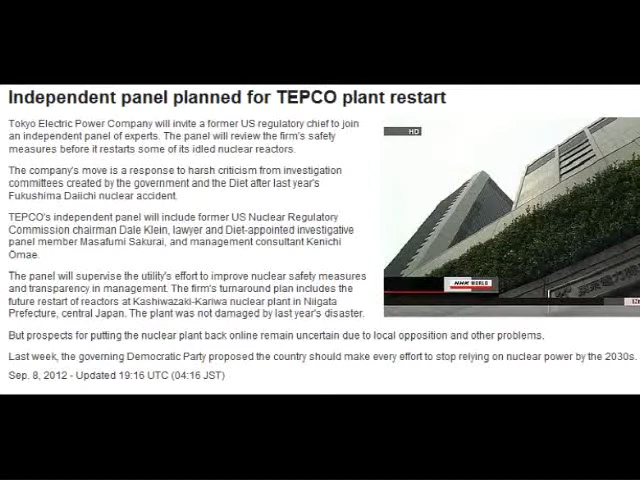 Independent panel planned for TEPCO plant restart
Tokyo Electric Power Company will invite a former US regulatory chief to join
an independent panel of experts. The panel will review the firm's safety
measures before it restarts some of its idled nuclear reactors.
The company's move is a response to harsh criticism from investigation
committees created by the government and the Diet after last year's
Fukushima Daiichi nuclear accident.
TEPCO's independent panel will include former US Nuclear Regulatory
Commission chairman Dale Klein, lawyer and Diet-appointed investigative
panel member Masafumi Sakurai, and management consultant Kenichi
Omae.
The panel will supervise the utility's effort to improve nuclear safety measures
and transparency in management. The firm's turnaround plan includes the
future restart of reactors at Kashiwazaki-Kariwa nuclear plant in Niigata
Prefecture, central Japan. The plant was not damaged by last year's disaster.
But prospects for putting the nuclear plant back online remain uncertain due to local opposition and other problems.
Last week, the governing Democratic Party proposed the country should make every effort to stop relying on nuclear power by the 2030s.
Sep. 8, 2012 - Updated 19:16 UTC (04:16 JST)
HD
NHK WORLD